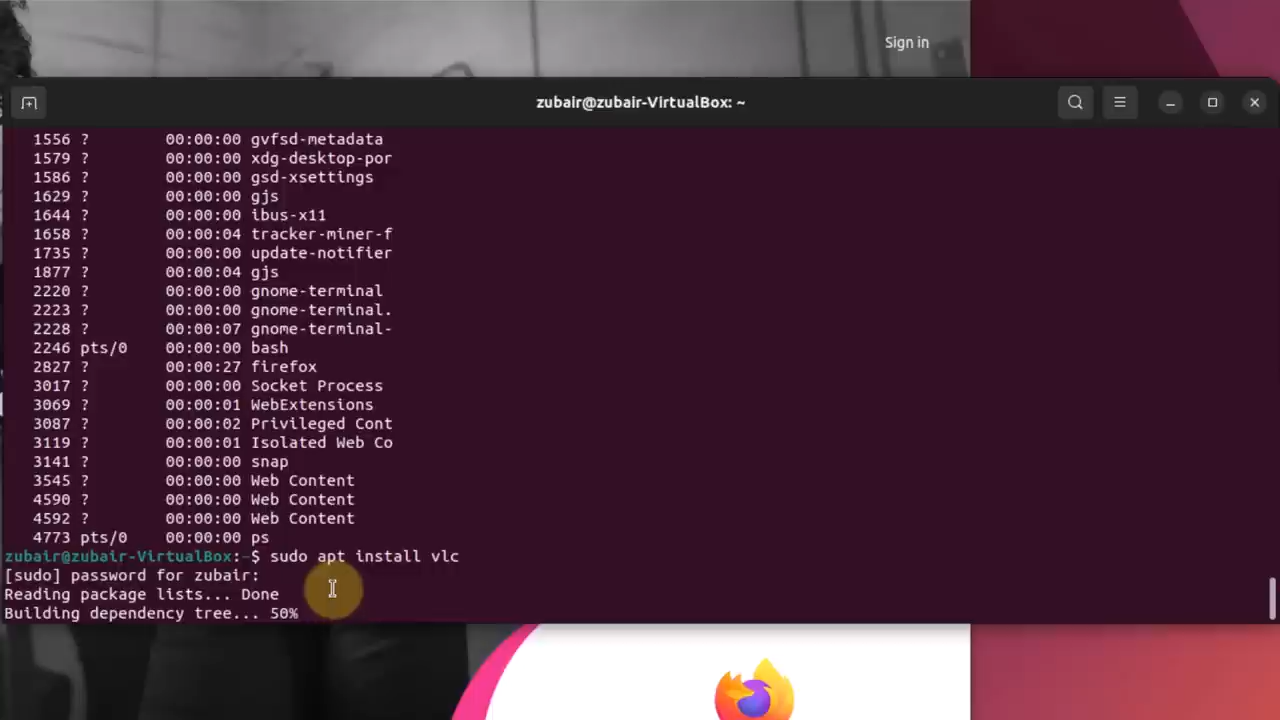 Sign in
zubair@zubair-VirtualBox: ~
1556 ? 00:00:00 gvfsd-metadata
1579 ? 00:00:00 xdg-desktop-por
1586 ? 00:00:00 gsd-xsettings
1629 ? 00:00:00 gjs
1644 ? 00:00:00 ibus-x11
1658 ? 00:00:04 tracker-miner-f
1735 ? 00:00:00 update-notifier
1877 ? 00:00:04 gjs
2220 ? 00:00:00 gnome-terminal
2223 ? 00:00:00 gnome-terminal.
2228 ? 00:00:07 gnome-terminal-
2246 pts/0 00:00:00 bash
2827 ? 00:00:27 firefox
3017 ? 00:00:00 Socket Process
3069 ? 00:00:01 WebExtensions
3087 ? 00:00:02 Privileged Cont
3119 ? 00:00:01 Isolated Web Co
3141 ? 00:00:00 snap
3545 ? 00:00:00 Web Content
4590 ? 00:00:00 Web Content
4592 ? 00:00:00 Web Content
4773 pts/0 00:00:00 ps
zubair@zubair-VirtualBox:~$ sudo apt install vlc
[sudo] password for zubair:
Reading package lists... Done
Building dependency tree... 50%